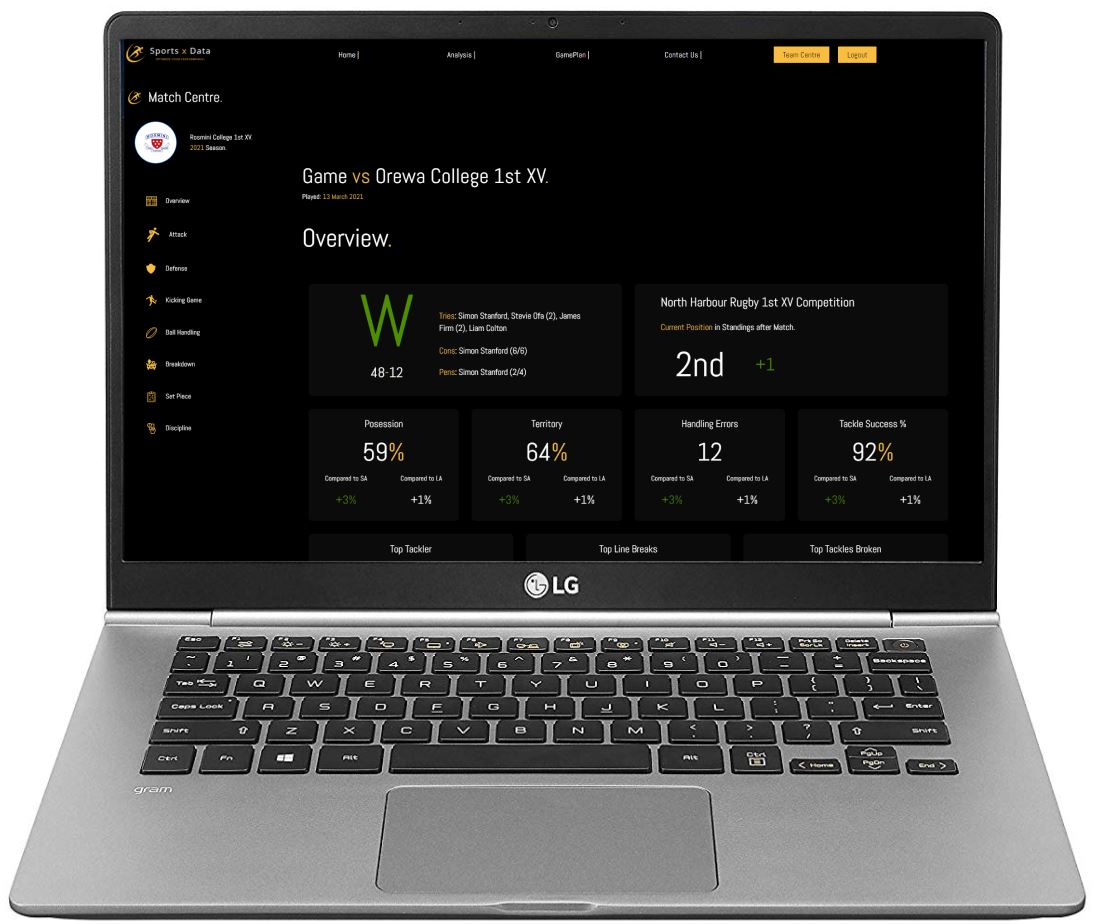 Sports x Data
Home |
Analysis |
GamePlan |
Contact Us |
Team Centre
Logout
Match Centre.
ROSMINI
Rosmini College 1st XV.
2021 Season.
Overview
Attack
Defense
Kicking Game
Ball Handling
Breakdown
Set Piece
Discipline
Game vs Orewa College 1st XV.
Played: 13 March 2021
Overview.
W
48-12
Tries: Simon Stanford, Stevie Ofa (2), James
Firm (2), Liam Colton
Cons: Simon Stanford (6/6)
Pens: Simon Stanford (2/4)
North Harbour Rugby 1st XV Competition
Current Position in Standings after Match.
2nd +1
Posession
59%
Compared to SA Compared to LA
+3% +1%
Territory
64%
Compared to SA Compared to LA
+3% +1%
Handling Errors
12
Compared to SA Compared to LA
+3% +1%
Tackle Success %
92%
Compared to SA Compared to LA
+3% +1%
Top Tackler
Top Line Breaks
Top Tackles Broken
LG
Esc F1 F2 F3 F4 F5 F6 F7 F8 F9 F10 F11 F12 Prt Sc ScrLk Delete Insert
~ ` 1 ! 2 @ 3 # 4 $ 5 % 6 ^ 7 & 8 * 9 ( 0 ) - _ = + Backspace
Tab Q W E R T Y U I O P { [ } ] | \
Caps Lock A S D F G H J K L : ; " ' Enter
Shift Z X C V B N M < , > . ? / Shift
Ctrl Fn Alt Alt Ctrl < Home PgUp PgDn End >
gram